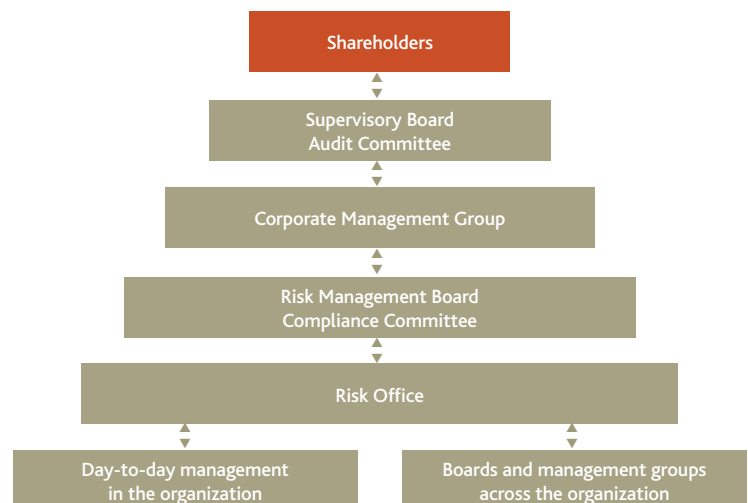 Shareholders
Supervisory Board
Audit Committee
Corporate Management Group
Risk Management Board
Compliance Committee
Risk Office
Day-to-day management
in the organization
Boards and management groups
across the organization